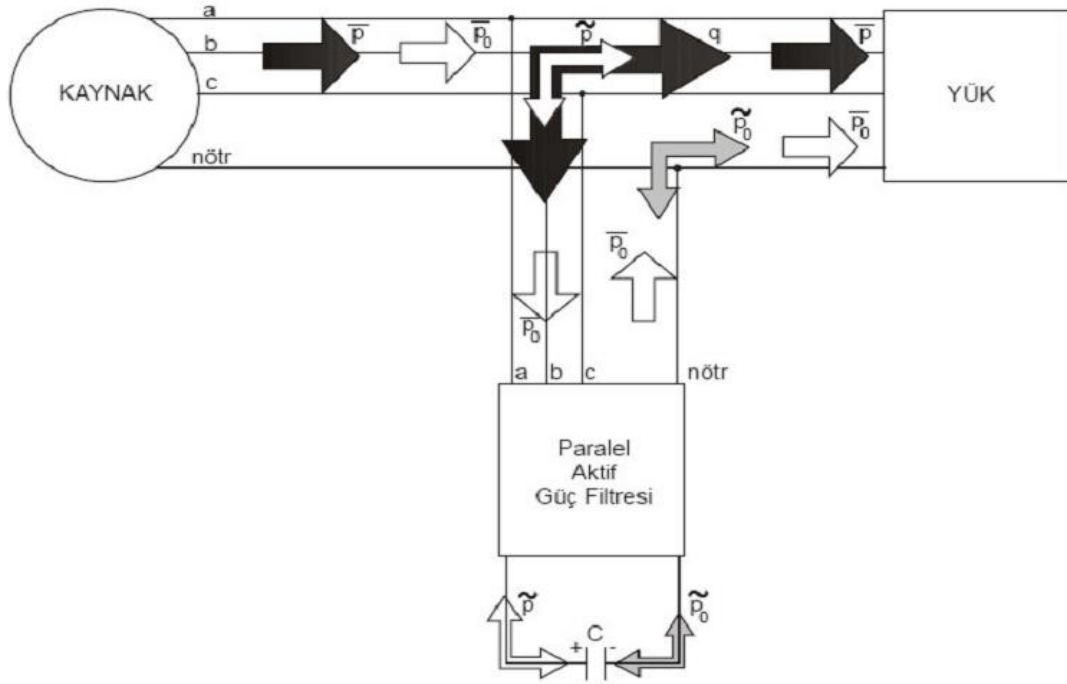 a
b
c
nötr
KAYNAK
p̅
p̅₀
p̃
q
p̅
YÜK
p̃₀
p̅₀
p̅₀
p̅₀
a b c nötr
Paralel
Aktif
Güç Filtresi
p̃
+ C -
p̃₀